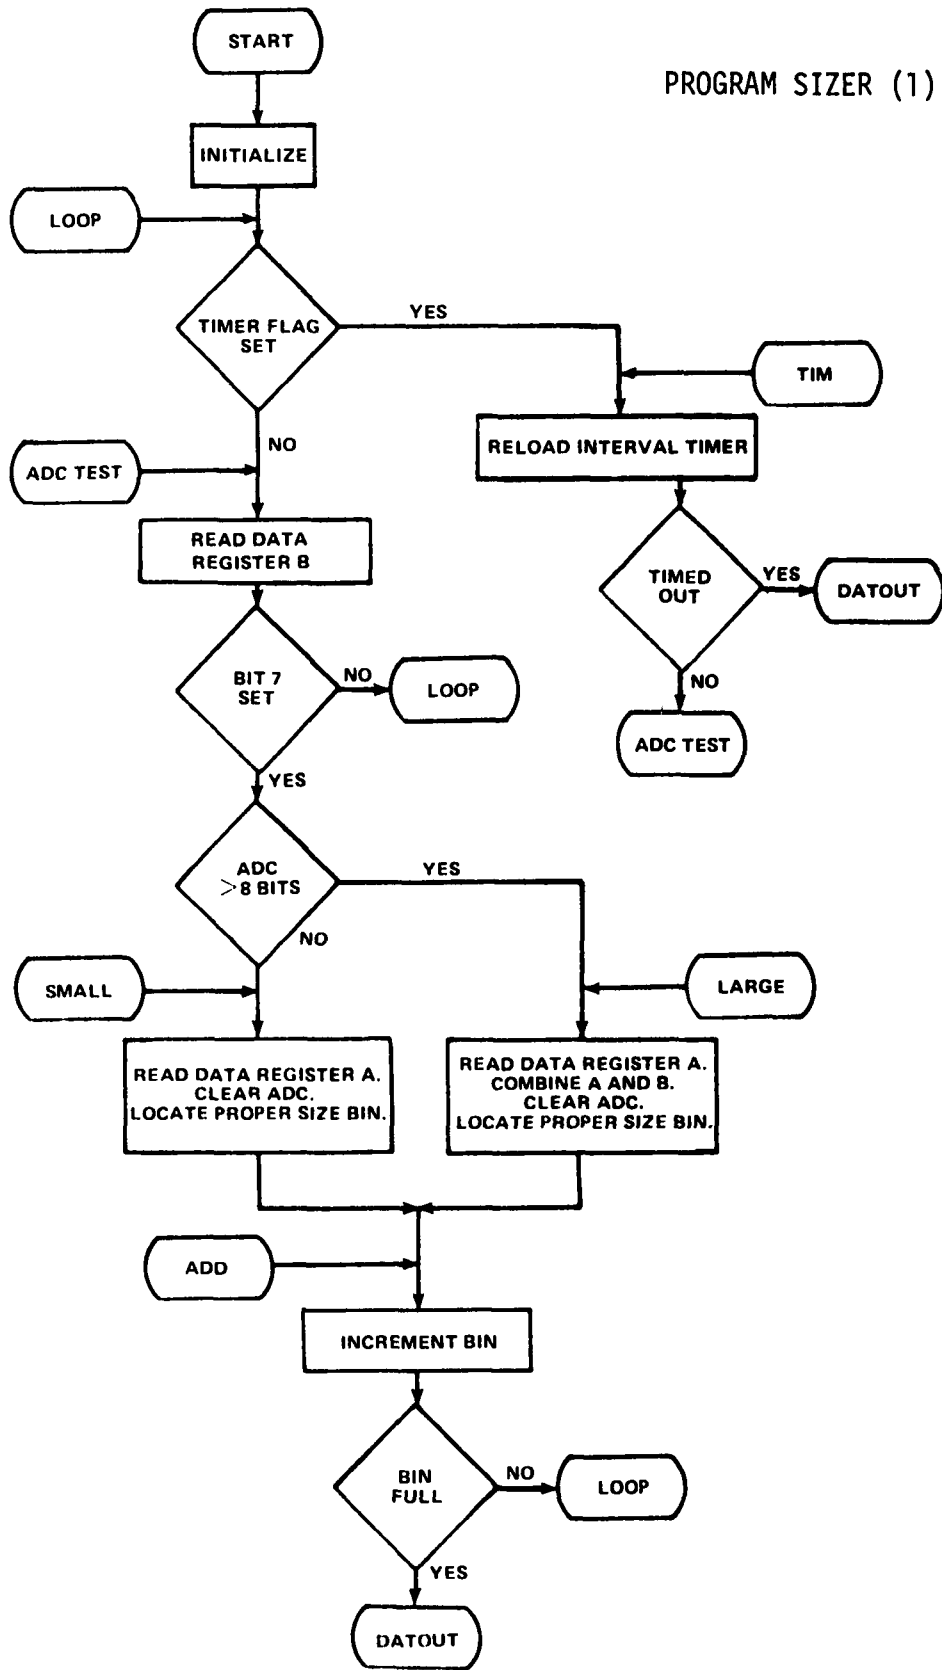 START
PROGRAM SIZER (1)
INITIALIZE
LOOP
TIMER FLAG
SET
YES
TIM
NO
RELOAD INTERVAL TIMER
ADC TEST
READ DATA
REGISTER B
TIMED
OUT
YES
DATOUT
NO
ADC TEST
BIT 7
SET
NO
LOOP
YES
ADC
>8 BITS
YES
NO
SMALL
LARGE
READ DATA REGISTER A.
CLEAR ADC.
LOCATE PROPER SIZE BIN.
READ DATA REGISTER A.
COMBINE A AND B.
CLEAR ADC.
LOCATE PROPER SIZE BIN.
ADD
INCREMENT BIN
BIN
FULL
NO
LOOP
YES
DATOUT